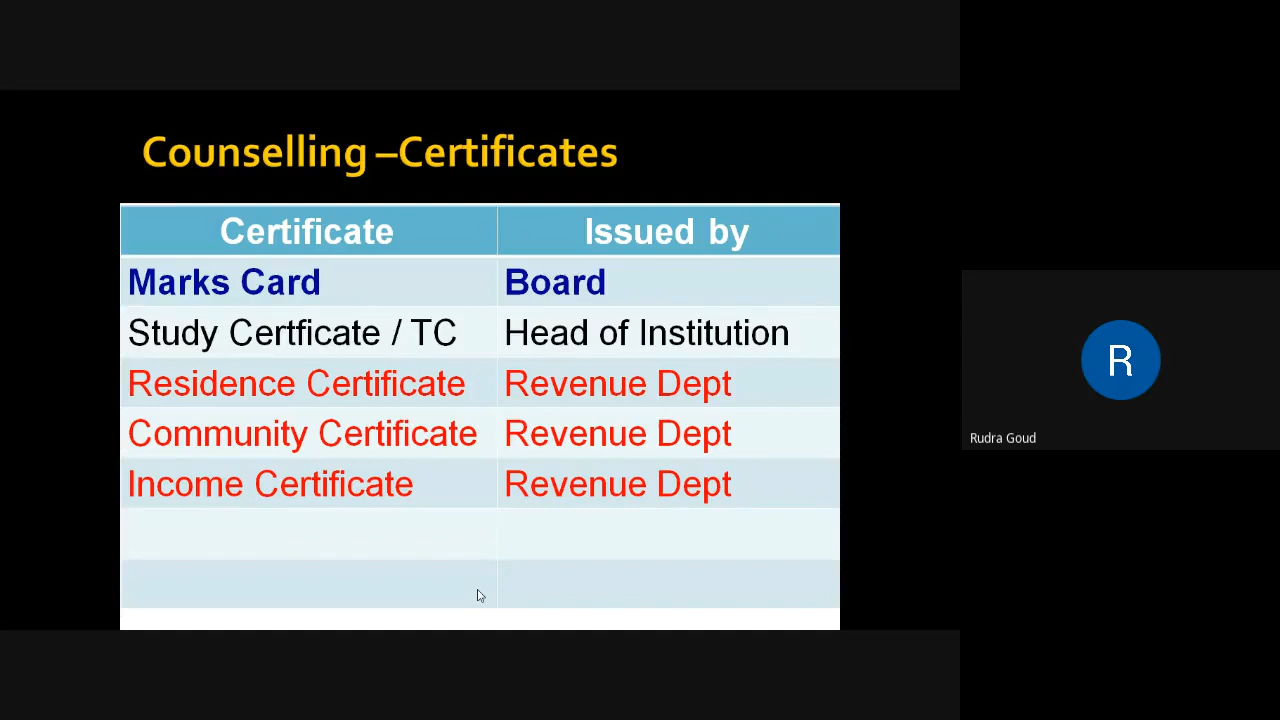 Counselling –Certificates
Certificate Issued by
Marks Card Board
Study Certficate / TC Head of Institution
Residence Certificate Revenue Dept
Community Certificate Revenue Dept
Income Certificate Revenue Dept
R
Rudra Goud